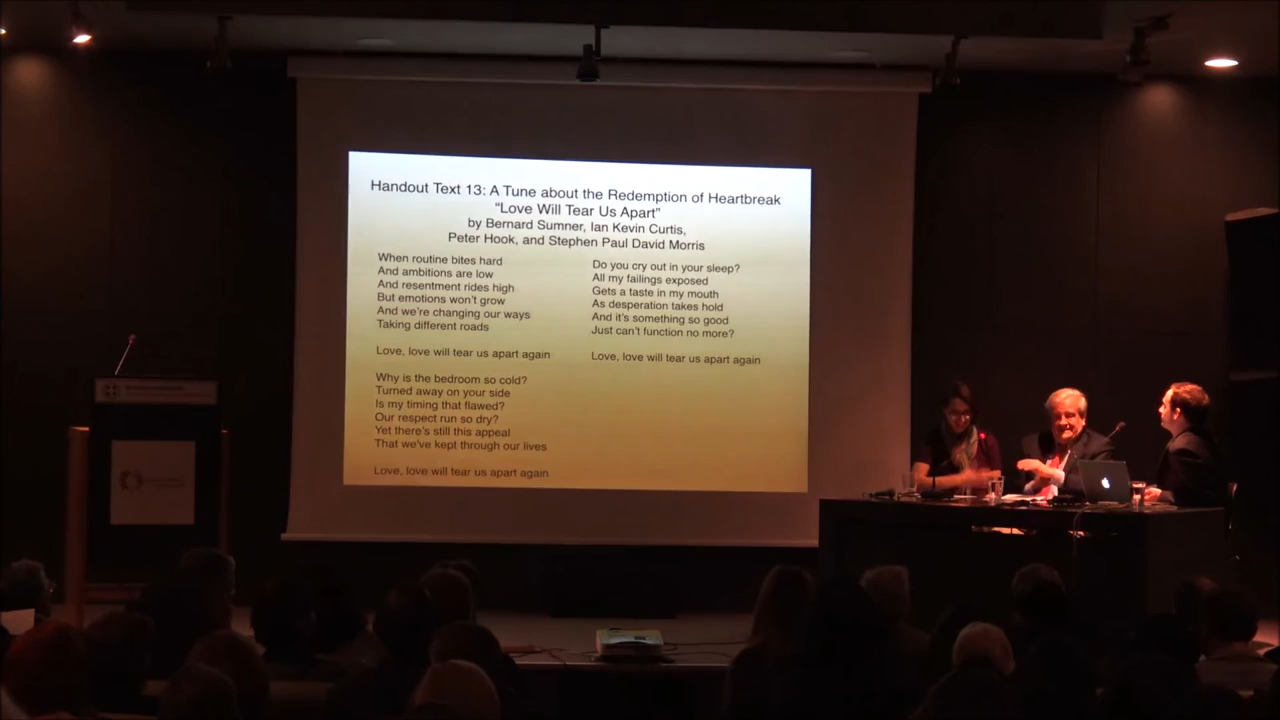 Handout Text 13: A Tune about the Redemption of Heartbreak
“Love Will Tear Us Apart”
by Bernard Sumner, Ian Kevin Curtis,
Peter Hook, and Stephen Paul David Morris
When routine bites hard
And ambitions are low
And resentment rides high
But emotions won't grow
And we're changing our ways
Taking different roads
Love, love will tear us apart again
Why is the bedroom so cold?
Turned away on your side
Is my timing that flawed?
Our respect run so dry?
Yet there's still this appeal
That we've kept through our lives
Love, love will tear us apart again
Do you cry out in your sleep?
All my failings exposed
Gets a taste in my mouth
As desperation takes hold
And it's something so good
Just can't function no more?
Love, love will tear us apart again